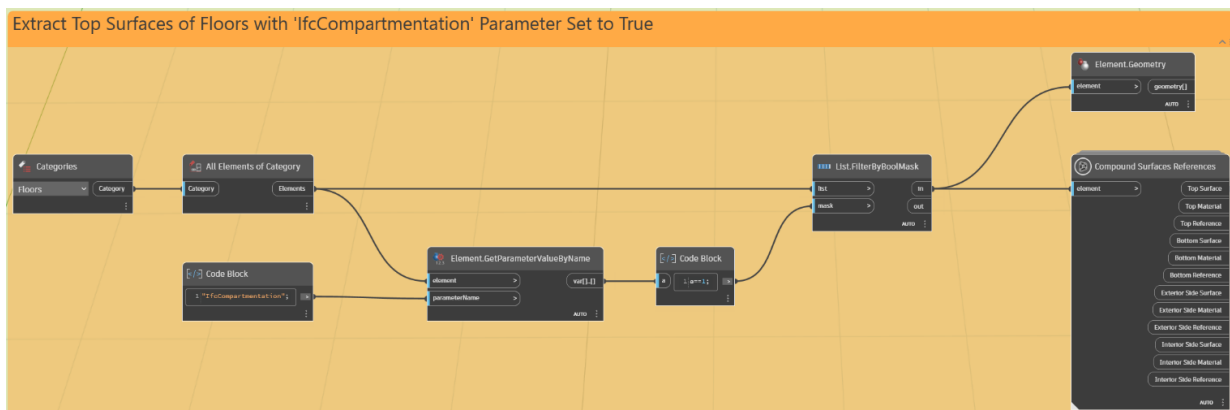 Extract Top Surfaces of Floors with 'IfcCompartmentation' Parameter Set to True
Element.Geometry
element > geometry[]
AUTO
Categories
Floors Category
All Elements of Category
Category Elements
List.FilterByBoolMask
list > in
mask > out
AUTO
Compound Surfaces References
element > Top Surface
Top Material
Top Reference
Bottom Surface
Bottom Material
Bottom Reference
Exterior Side Surface
Exterior Side Material
Exterior Side Reference
Interior Side Surface
Interior Side Material
Interior Side Reference
AUTO
Code Block
1 "IfcCompartmentation"; >
Element.GetParameterValueByName
element > var[]..[]
parameterName >
AUTO
Code Block
a 1 a==1; >